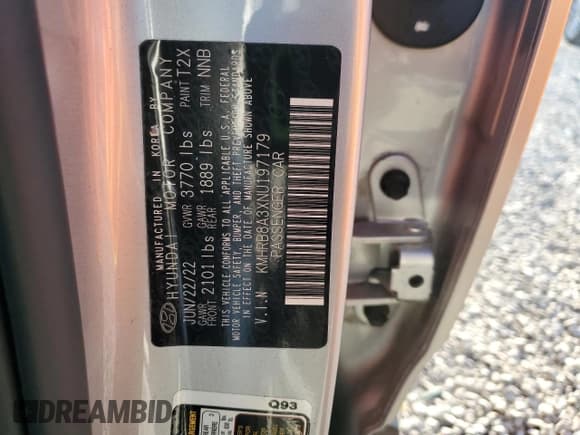 MANUFACTURED IN KOREA BY
HYUNDAI MOTOR COMPANY
JUN/22/22 GVWR 3770 lbs PAINT T2X
GAWR FRONT 2101 lbs GAWR REAR 1889 lbs TRIM NNB
THIS VEHICLE CONFORMS TO ALL APPLICABLE U.S.A. FEDERAL
MOTOR VEHICLE SAFETY, BUMPER, AND THEFT PREVENTION STANDARDS
IN EFFECT ON THE DATE OF MANUFACTURE SHOWN ABOVE
V.I.N KMHRB8A3XNU197179
PASSENGER CAR
Q93
DREAMBID.COM